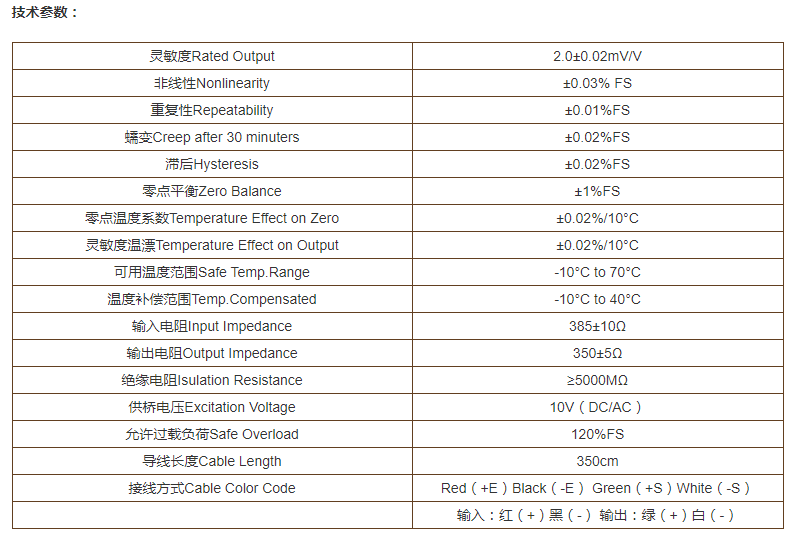 技术参数：
灵敏度Rated Output 2.0±0.02mV/V
非线性Nonlinearity ±0.03% FS
重复性Repeatability ±0.01%FS
蠕变Creep after 30 minuters ±0.02%FS
滞后Hysteresis ±0.02%FS
零点平衡Zero Balance ±1%FS
零点温度系数Temperature Effect on Zero ±0.02%/10°C
灵敏度温漂Temperature Effect on Output ±0.02%/10°C
可用温度范围Safe Temp.Range -10°C to 70°C
温度补偿范围Temp.Compensated -10°C to 40°C
输入电阻Input Impedance 385±10Ω
输出电阻Output Impedance 350±5Ω
绝缘电阻Isulation Resistance ≥5000MΩ
供桥电压Excitation Voltage 10V（DC/AC）
允许过载负荷Safe Overload 120%FS
导线长度Cable Length 350cm
接线方式Cable Color Code Red（+E）Black（-E） Green（+S）White（-S）
输入：红（+）黑（-） 输出：绿（+）白（-）